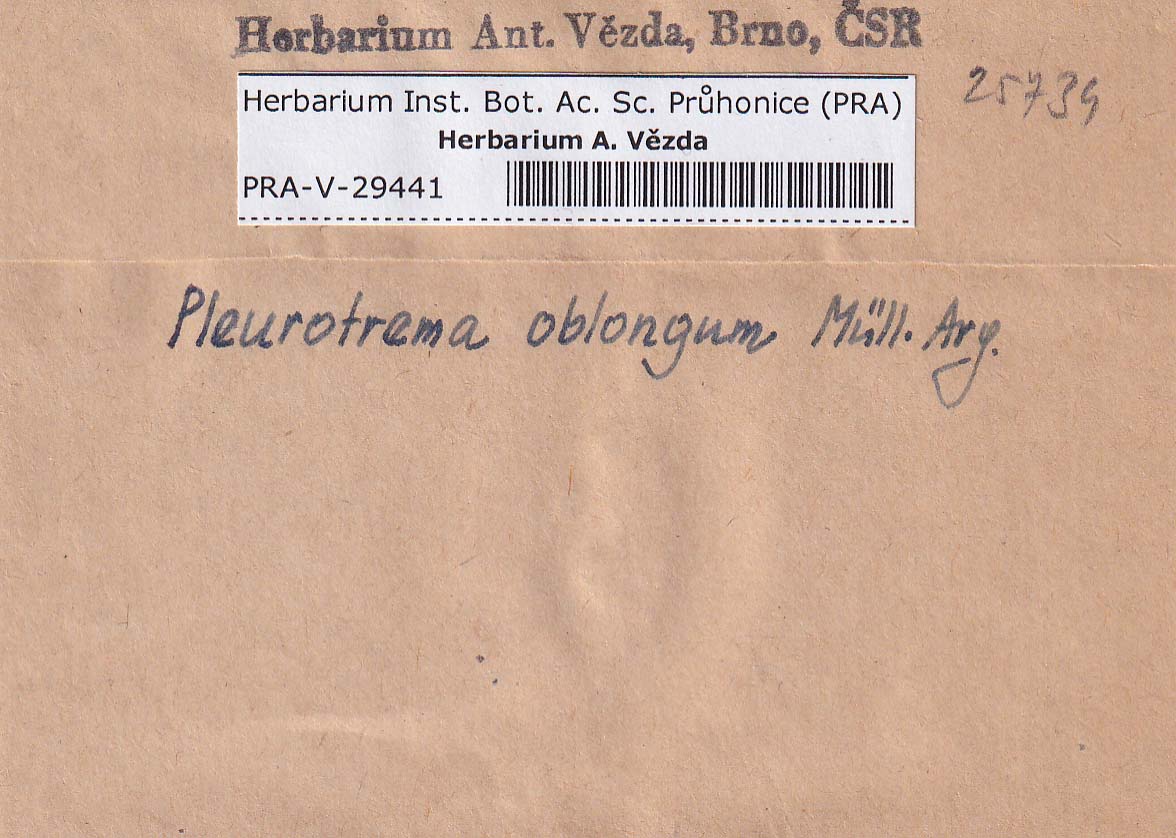 Herbarium Ant. Vězda, Brno, ČSR
25739
Herbarium Inst. Bot. Ac. Sc. Průhonice (PRA)
Herbarium A. Vězda
PRA-V-29441
Pleurotrema oblongum Müll. Arg.